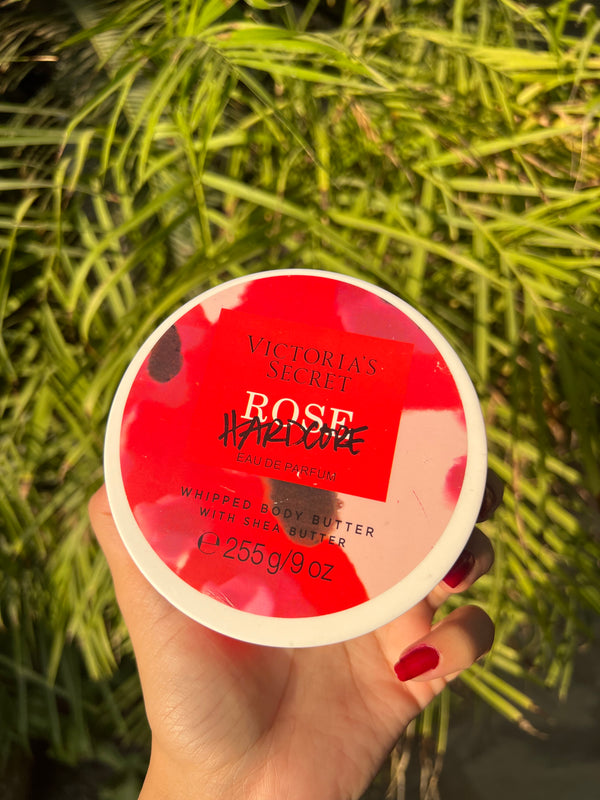 VICTORIA'S
SECRET
ROSE
HARDCORE
EAU DE PARFUM
WHIPPED BODY BUTTER
WITH SHEA BUTTER
℮ 255 g/9 oz